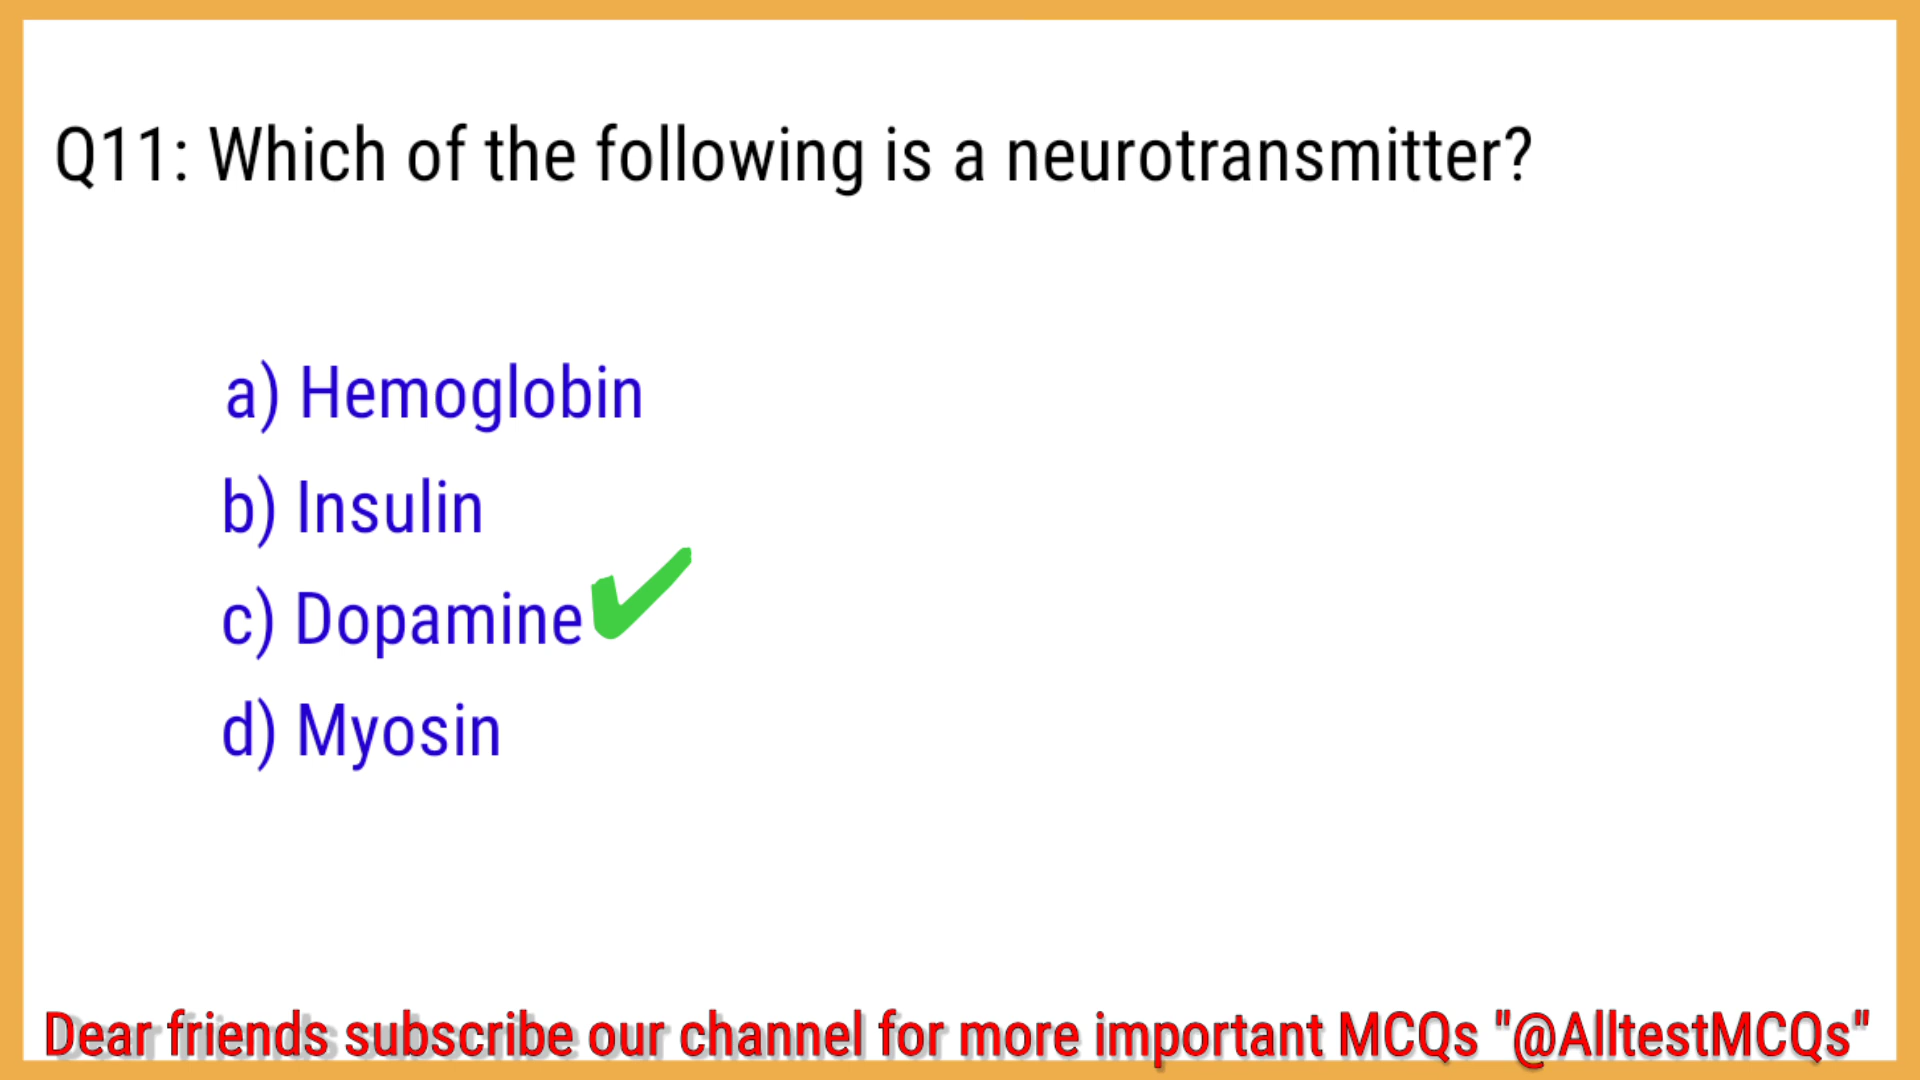 Q11: Which of the following is a neurotransmitter?
a) Hemoglobin
b) Insulin
c) Dopamine
d) Myosin
Dear friends subscribe our channel for more important MCQs "@AlltestMCQs"